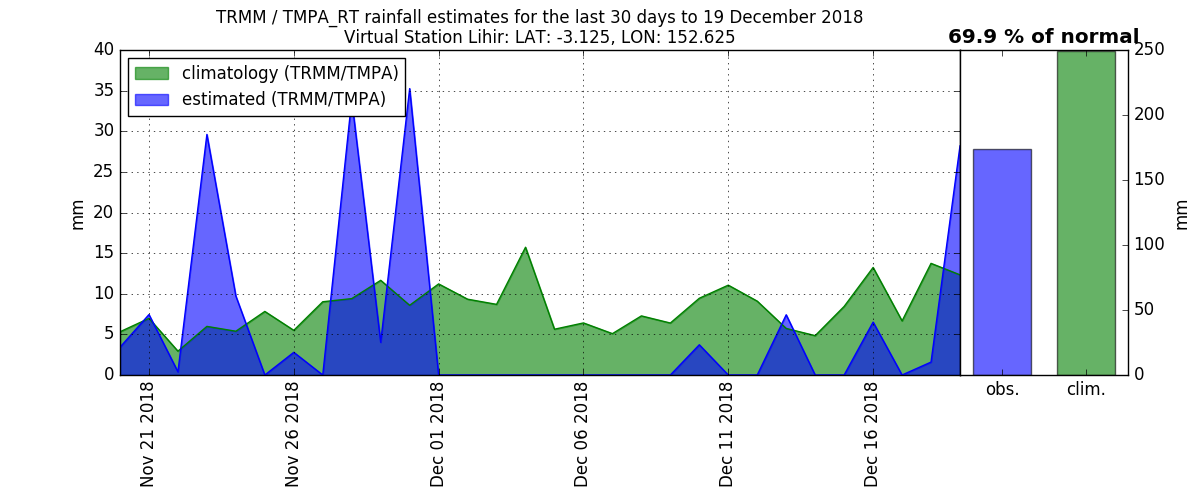 TRMM / TMPA_RT rainfall estimates for the last 30 days to 19 December 2018
Virtual Station Lihir: LAT: -3.125, LON: 152.625
69.9 % of normal
climatology (TRMM/TMPA)
estimated (TRMM/TMPA)
40
35
30
25
20
15
10
5
0
mm
250
200
150
100
50
0
mm
Nov 21 2018
Nov 26 2018
Dec 01 2018
Dec 06 2018
Dec 11 2018
Dec 16 2018
obs.
clim.